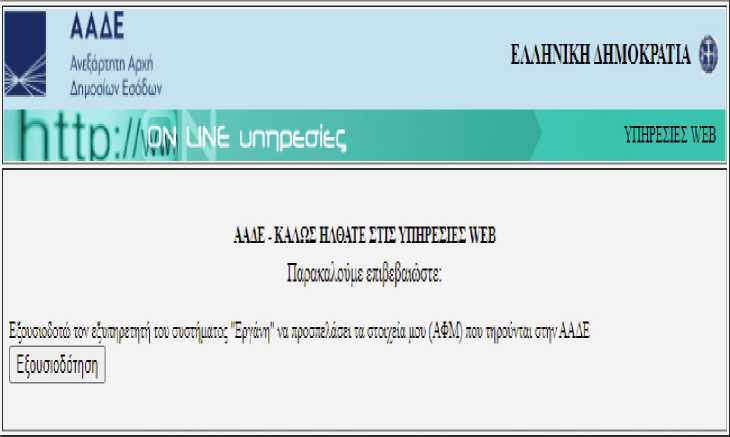 ΑΑΔΕ
Ανεξάρτητη Αρχή
Δημοσίων Εσόδων
ΕΛΛΗΝΙΚΗ ΔΗΜΟΚΡΑΤΙΑ
http://www
ON LINE υπηρεσίες
ΥΠΗΡΕΣΙΕΣ WEB
ΑΑΔΕ - ΚΑΛΩΣ ΗΛΘΑΤΕ ΣΤΙΣ ΥΠΗΡΕΣΙΕΣ WEB
Παρακαλούμε επιβεβαιώστε:
Εξουσιοδοτώ τον εξυπηρετητή του συστήματος "Εργάνη" να προσπελάσει τα στοιχεία μου (ΑΦΜ) που τηρούνται στην ΑΑΔΕ
Εξουσιοδότηση